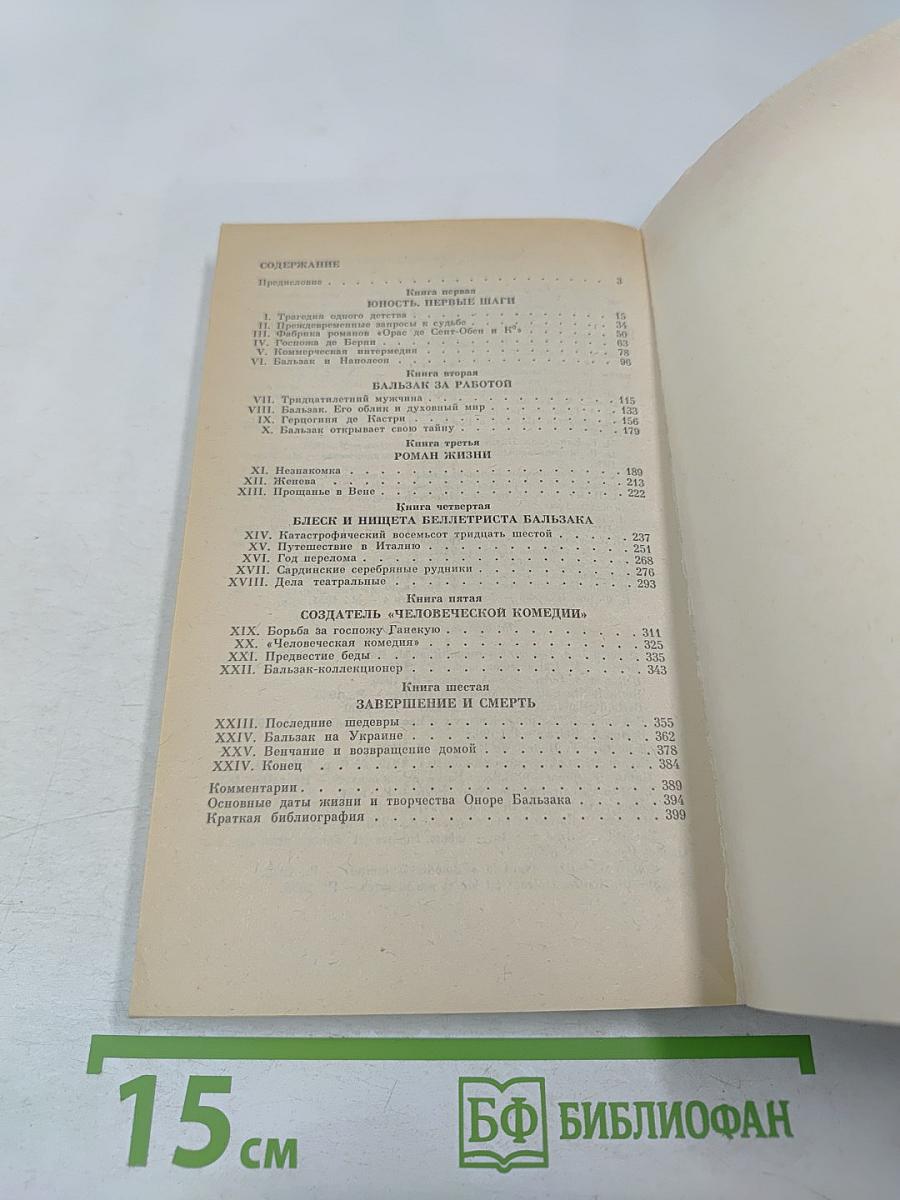 СОДЕРЖАНИЕ
Предисловие . . . . . . . . . . . . . . . . . . . . 3
Книга первая
ЮНОСТЬ. ПЕРВЫЕ ШАГИ
I. Трагедия одного детства . . . . . . . . . . . . 15
II. Преждевременные запросы к судьбе . . . . . . . . . 34
III. Фабрика романов «Орас де Сент-Обен и К°» . . . . . . 50
IV. Госпожа де Берни . . . . . . . . . . . . . . 63
V. Коммерческая интермедия . . . . . . . . . . . . 78
VI. Бальзак и Наполеон . . . . . . . . . . . . . 96
Книга вторая
БАЛЬЗАК ЗА РАБОТОЙ
VII. Тридцатилетний мужчина . . . . . . . . . . . . 115
VIII. Бальзак. Его облик и духовный мир . . . . . . . . 133
IX. Герцогиня де Кастри . . . . . . . . . . . . . 156
X. Бальзак открывает свою тайну . . . . . . . . . . 179
Книга третья
РОМАН ЖИЗНИ
XI. Незнакомка . . . . . . . . . . . . . . . . 189
XII. Женева . . . . . . . . . . . . . . . . . 213
XIII. Прощанье в Вене . . . . . . . . . . . . . . 222
Книга четвертая
БЛЕСК И НИЩЕТА БЕЛЛЕТРИСТА БАЛЬЗАКА
XIV. Катастрофический восемьсот тридцать шестой . . . . . 237
XV. Путешествие в Италию . . . . . . . . . . . . 251
XVI. Год перелома . . . . . . . . . . . . . . . 268
XVII. Сардинские серебряные рудники . . . . . . . . . 276
XVIII. Дела театральные . . . . . . . . . . . . . 293
Книга пятая
СОЗДАТЕЛЬ «ЧЕЛОВЕЧЕСКОЙ КОМЕДИИ»
XIX. Борьба за госпожу Ганскую . . . . . . . . . . . 311
XX. «Человеческая комедия» . . . . . . . . . . . . 325
XXI. Предвестие беды . . . . . . . . . . . . . . 335
XXII. Бальзак-коллекционер . . . . . . . . . . . . 343
Книга шестая
ЗАВЕРШЕНИЕ И СМЕРТЬ
XXIII. Последние шедевры . . . . . . . . . . . . . 355
XXIV. Бальзак на Украине . . . . . . . . . . . . . 362
XXV. Венчание и возвращение домой . . . . . . . . . 378
XXIV. Конец . . . . . . . . . . . . . . . . . . 384
Комментарии . . . . . . . . . . . . . . . . . . . 389
Основные даты жизни и творчества Оноре Бальзака . . . . . 394
Краткая библиография . . . . . . . . . . . . . . . . 399
15 см
БФ БИБЛИОФАН